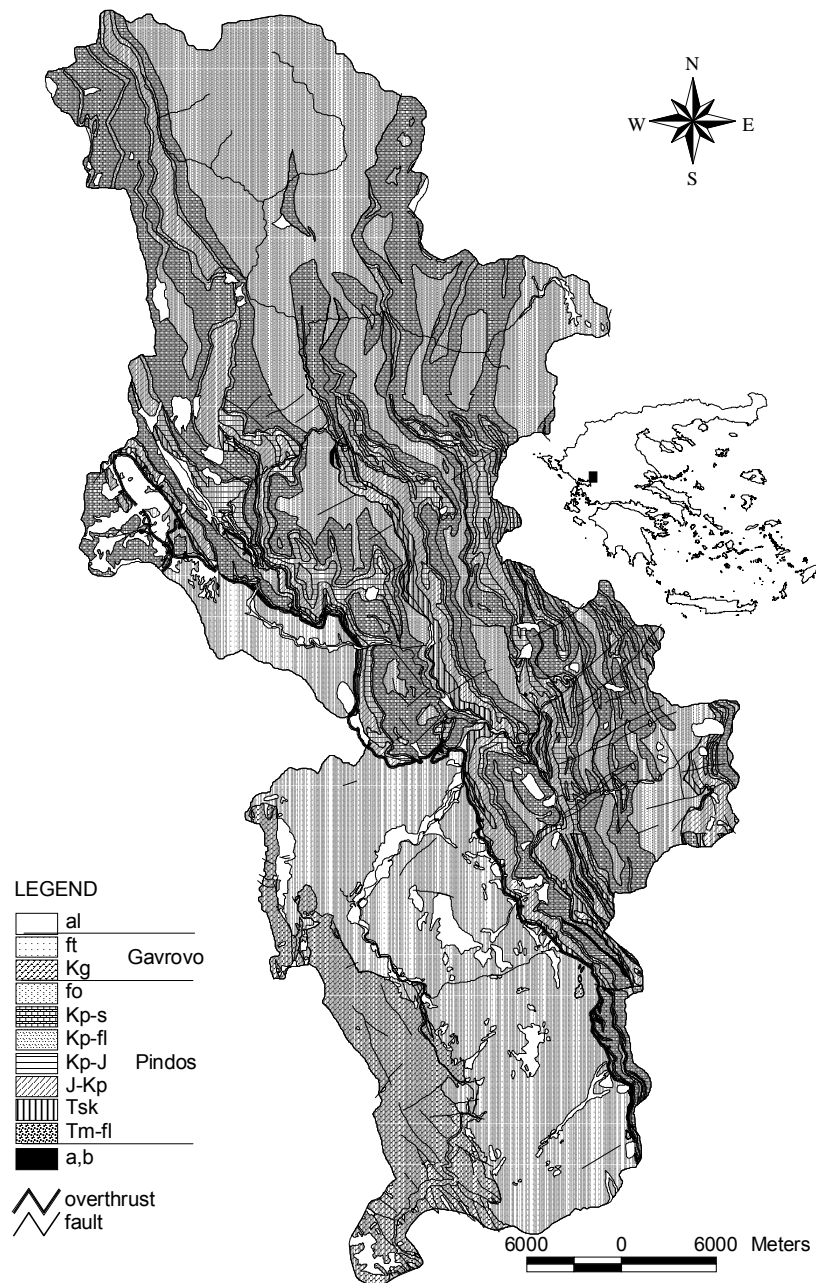 N
W E
S
LEGEND
al
ft
Gavrovo
Kg
fo
Kp-s
Kp-fl
Kp-J Pindos
J-Kp
Tsk
Tm-fl
a,b
overthrust
fault
6000 0 6000 Meters